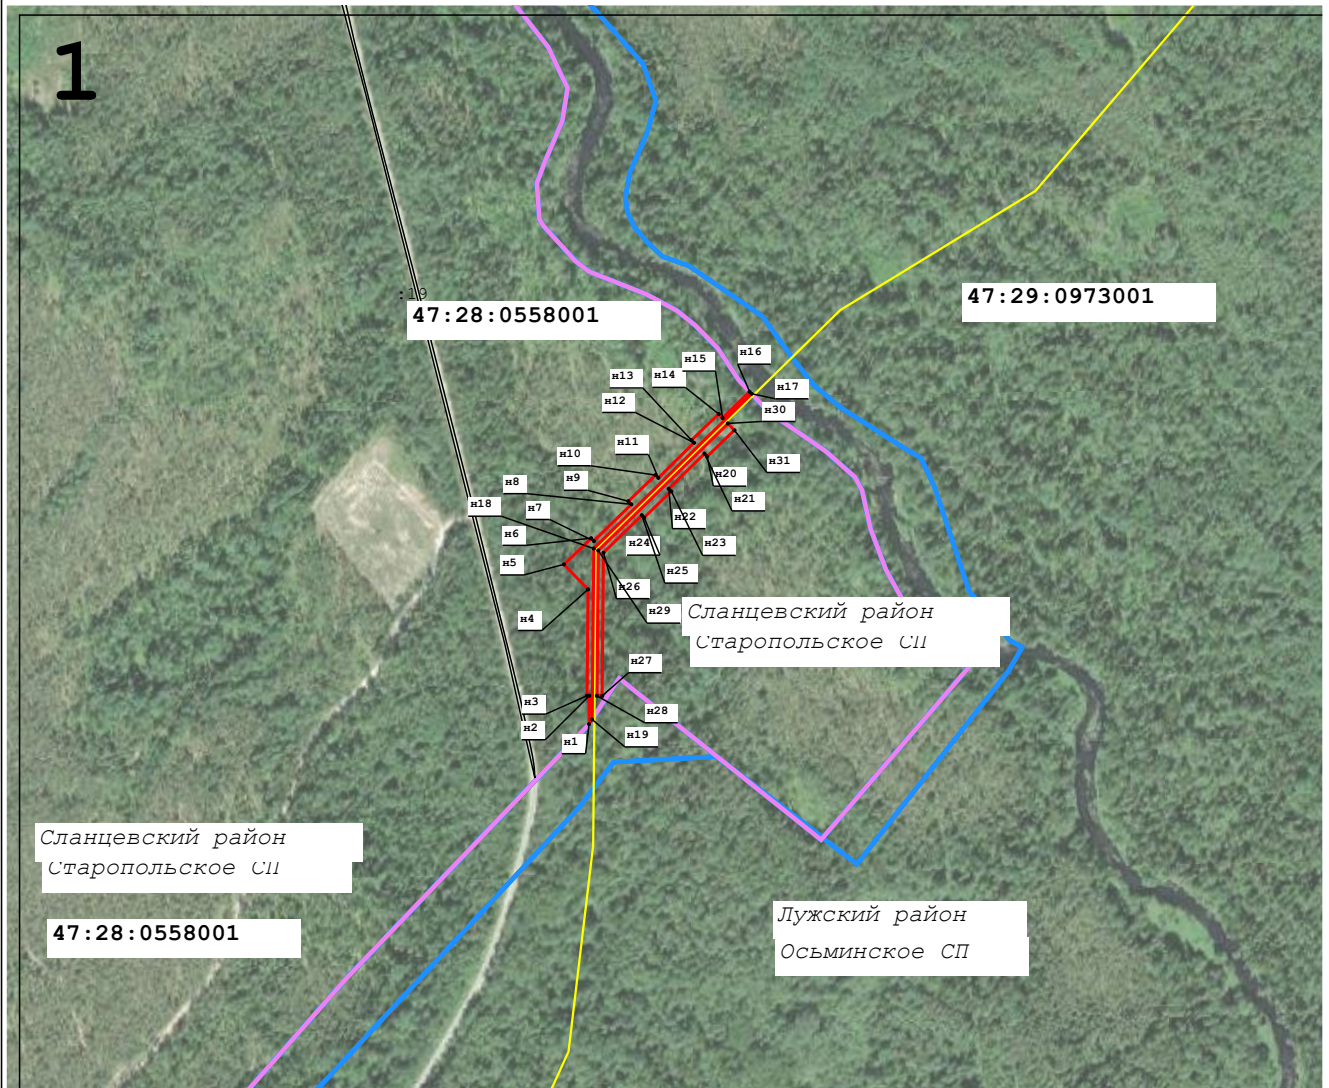 1
:19
47:28:0558001
47:29:0973001
н16
н15
н14
н13
н17
н12
н30
н11
н10
н31
н9
н20
н8
н21
н18
н7
н22
н6
н24
н23
н5
н25
н26
н4
н29
Сланцевский район
Старопольское СП
н27
н3
н28
н2
н19
н1
Сланцевский район
Старопольское СП
47:28:0558001
Лужский район
Осьминское СП